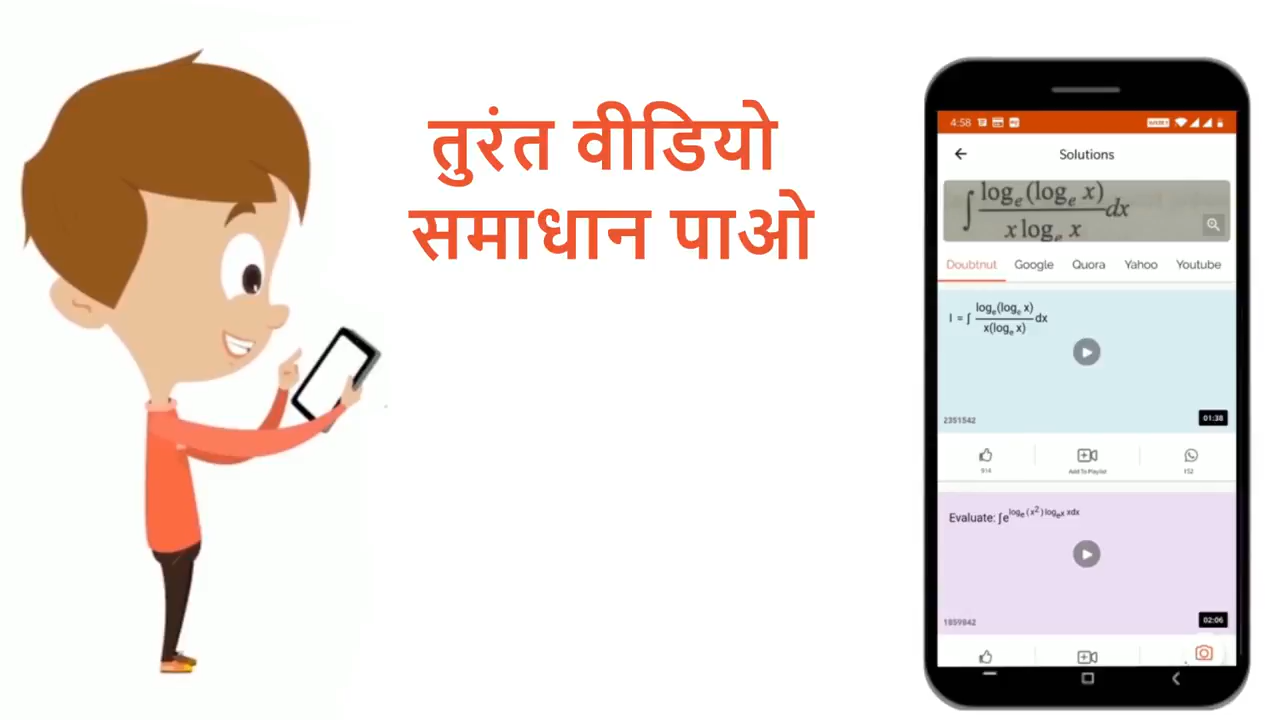 तुरंत वीडियो
समाधान पाओ
4:58
Solutions
∫ logₑ(logₑ x) / x logₑ x dx
Doubtnut Google Quora Yahoo Youtube
I = ∫ logₑ(logₑ x) / x(logₑ x) dx
2351542 01:38
914 Add To Playlist 152
Evaluate: ∫e^logₑ(x²)logₑx xdx
1859842 02:06